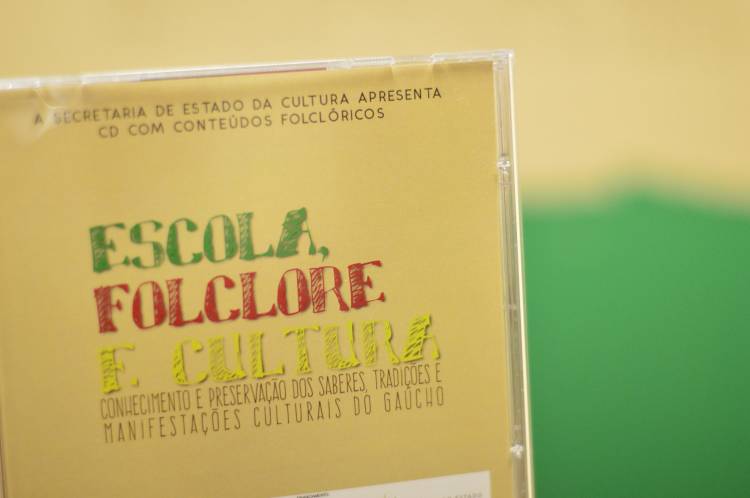 A SECRETARIA DE ESTADO DA CULTURA APRESENTA
CD COM CONTEÚDOS FOLCLÓRICOS
ESCOLA,
FOLCLORE
E CULTURA
CONHECIMENTO E PRESERVAÇÃO DOS SABERES, TRADIÇÕES E
MANIFESTAÇÕES CULTURAIS DO GAÚCHO